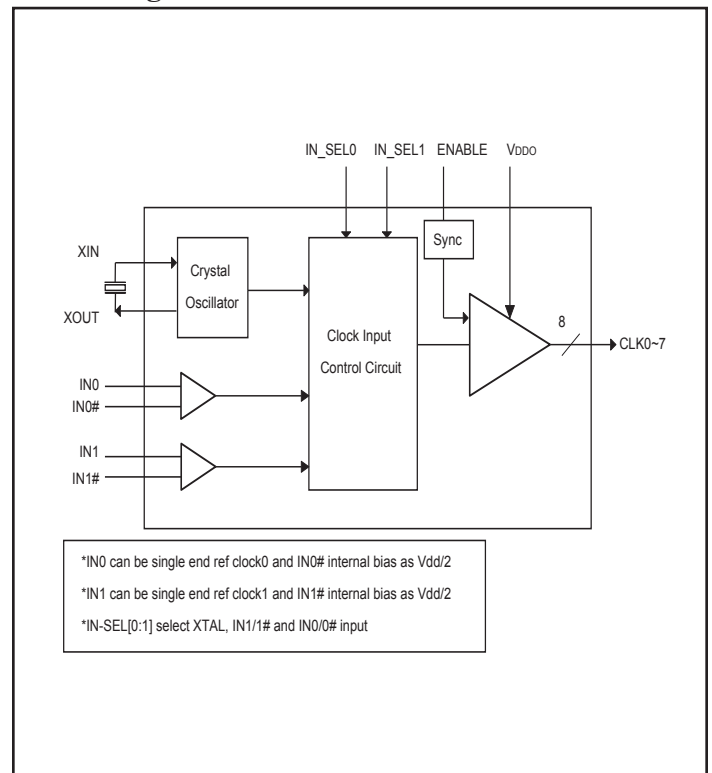 IN_SEL0 IN_SEL1 ENABLE VDDO
Sync
XIN
Crystal
Oscillator
XOUT
Clock Input
Control Circuit
8
CLK0~7
IN0
IN0#
IN1
IN1#
*IN0 can be single end ref clock0 and IN0# internal bias as Vdd/2
*IN1 can be single end ref clock1 and IN1# internal bias as Vdd/2
*IN-SEL[0:1] select XTAL, IN1/1# and IN0/0# input